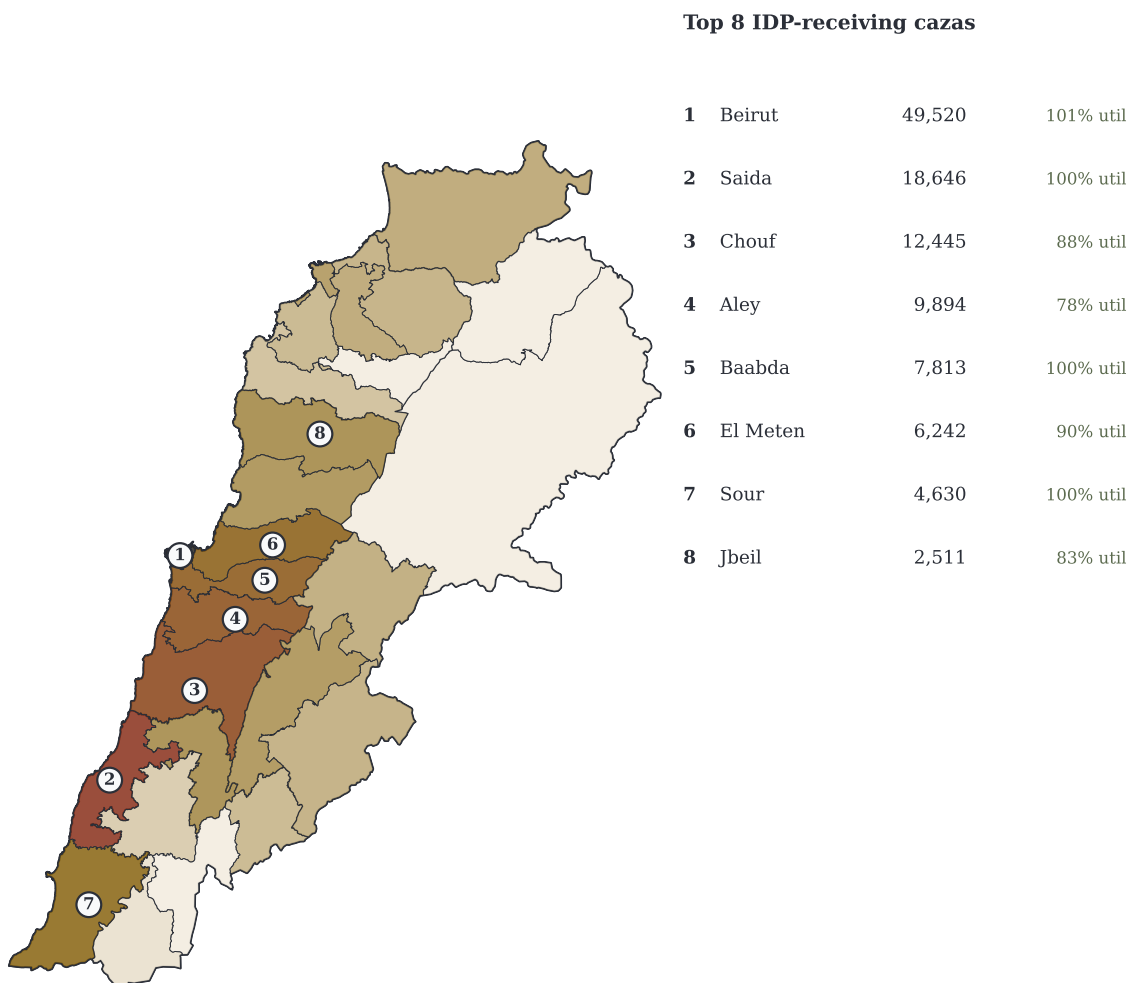 Top 8 IDP-receiving cazas
1 Beirut 49,520 101% util
2 Saida 18,646 100% util
3 Chouf 12,445 88% util
4 Aley 9,894 78% util
5 Baabda 7,813 100% util
6 El Meten 6,242 90% util
7 Sour 4,630 100% util
8 Jbeil 2,511 83% util
8
1
6
5
4
3
2
7